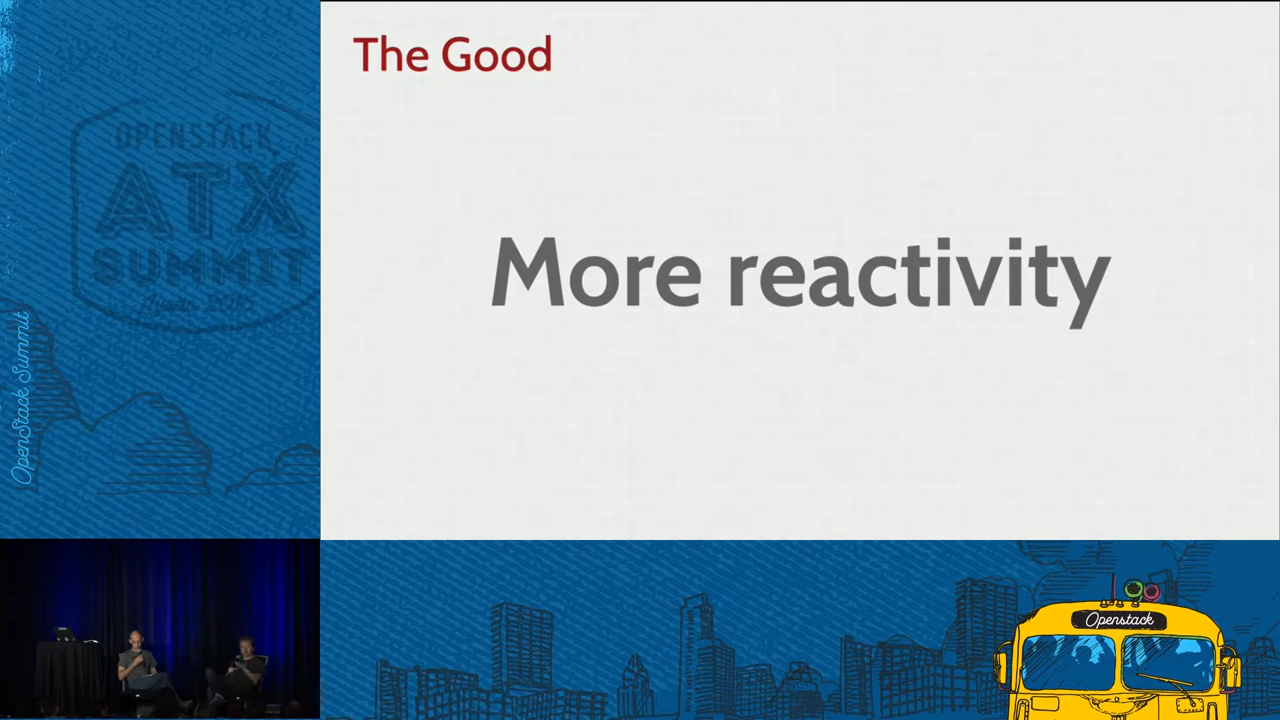 The Good
More reactivity
OPENSTACK
ATX
SUMMIT
OpenStack Summit
Openstack